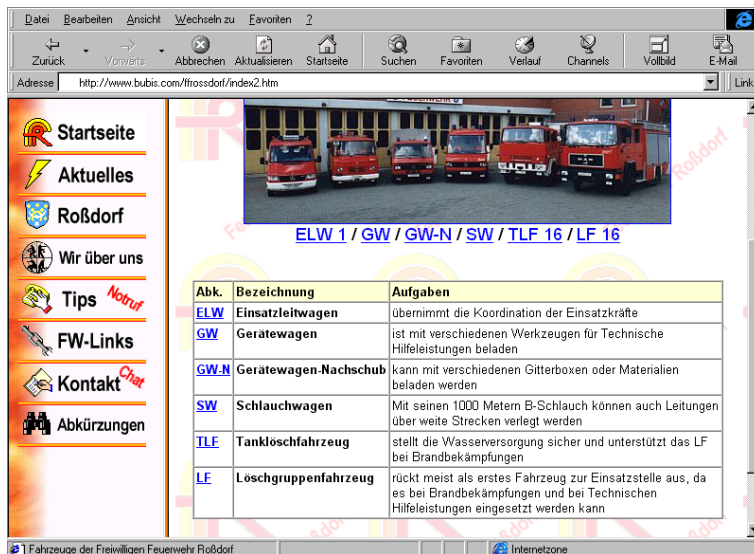 Datei Bearbeiten Ansicht Wechseln zu Favoriten ?
Zurück Vorwärts Abbrechen Aktualisieren Startseite Suchen Favoriten Verlauf Channels Vollbild E-Mail
Adresse http://www.bubis.com/ffrossdorf/index2.htm Link
Startseite
Aktuelles
Roßdorf
Wir über uns
Tips Notruf
FW-Links
Kontakt Chat
Abkürzungen
Roßdorf
ELW 1 / GW / GW-N / SW / TLF 16 / LF 16
Abk. Bezeichnung Aufgaben
ELW Einsatzleitwagen übernimmt die Koordination der Einsatzkräfte
GW Gerätewagen ist mit verschiedenen Werkzeugen für Technische
Hilfeleistungen beladen
GW-N Gerätewagen-Nachschub kann mit verschiedenen Gitterboxen oder Materialien
beladen werden
SW Schlauchwagen Mit seinen 1000 Metern B-Schlauch können auch Leitungen
über weite Strecken verlegt werden
TLF Tanklöschfahrzeug stellt die Wasserversorgung sicher und unterstützt das LF
bei Brandbekämpfungen
LF Löschgruppenfahrzeug rückt meist als erstes Fahrzeug zur Einsatzstelle aus, da
es bei Brandbekämpfungen und bei Technischen
Hilfeleistungen eingesetzt werden kann
Fahrzeuge der Freiwilligen Feuerwehr Roßdorf Internetzone